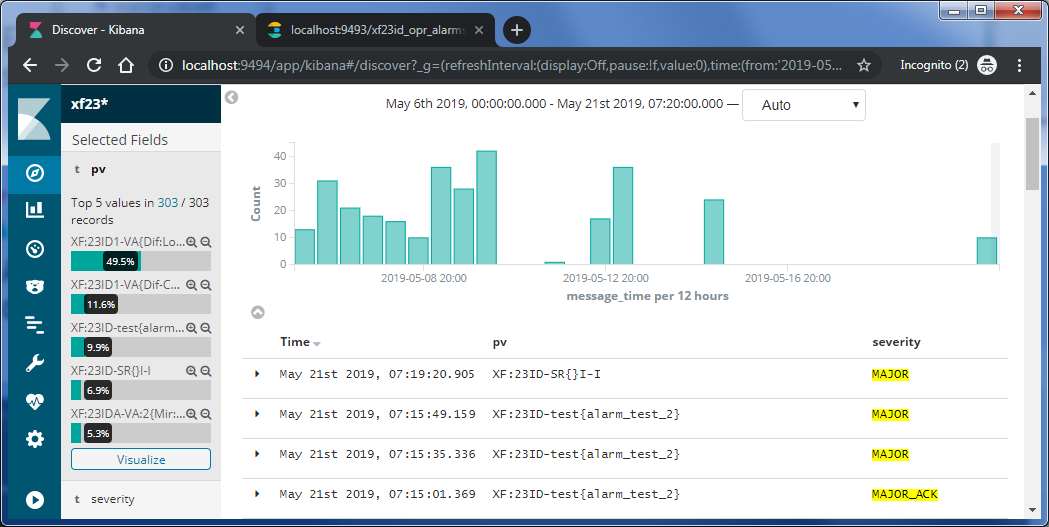 Discover - Kibana
localhost:9493/xf23id_opr_alarms
localhost:9494/app/kibana#/discover?_g=(refreshInterval:(display:Off,pause:!f,value:0),time:(from:'2019-05...
Incognito (2)
xf23*
Selected Fields
t pv
Top 5 values in 303 / 303
records
XF:23ID1-VA{Dif:Lo...
49.5%
XF:23ID1-VA{Dif-C...
11.6%
XF:23ID-test{alarm...
9.9%
XF:23ID-SR{}I-I
6.9%
XF:23IDA-VA:2{Mir:...
5.3%
Visualize
t severity
May 6th 2019, 00:00:00.000 - May 21st 2019, 07:20:00.000 — Auto
Count
40
30
20
10
0
2019-05-08 20:00 2019-05-12 20:00 2019-05-16 20:00
message_time per 12 hours
Time pv severity
May 21st 2019, 07:19:20.905 XF:23ID-SR{}I-I MAJOR
May 21st 2019, 07:15:49.159 XF:23ID-test{alarm_test_2} MAJOR
May 21st 2019, 07:15:35.336 XF:23ID-test{alarm_test_2} MAJOR
May 21st 2019, 07:15:01.369 XF:23ID-test{alarm_test_2} MAJOR_ACK